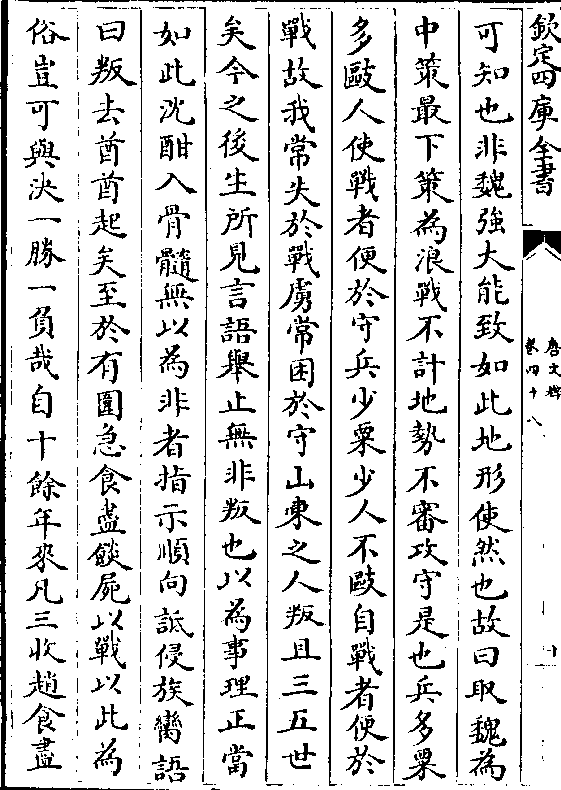 欽定四庫全書
唐文粹
卷四十八
可知也非魏強大能致如此地形使然也故曰取魏為
中策最下策為浪戰不計地勢不審攻守是也兵多粟
多敺人使戰者便於守兵少粟少人不敺自戰者便於
戰故我常失於戰虜常困於守山東之人叛且三五世
矣今之後生所見言語舉止無非叛也以為事理正當
如此沈酣入骨髓無以為非者指示順向詆侵族臠語
曰叛去酋酋起矣至於有圍急食盡餤屍以戰以此為
俗豈可與決一勝一負哉自十餘年來凡三收趙食盡